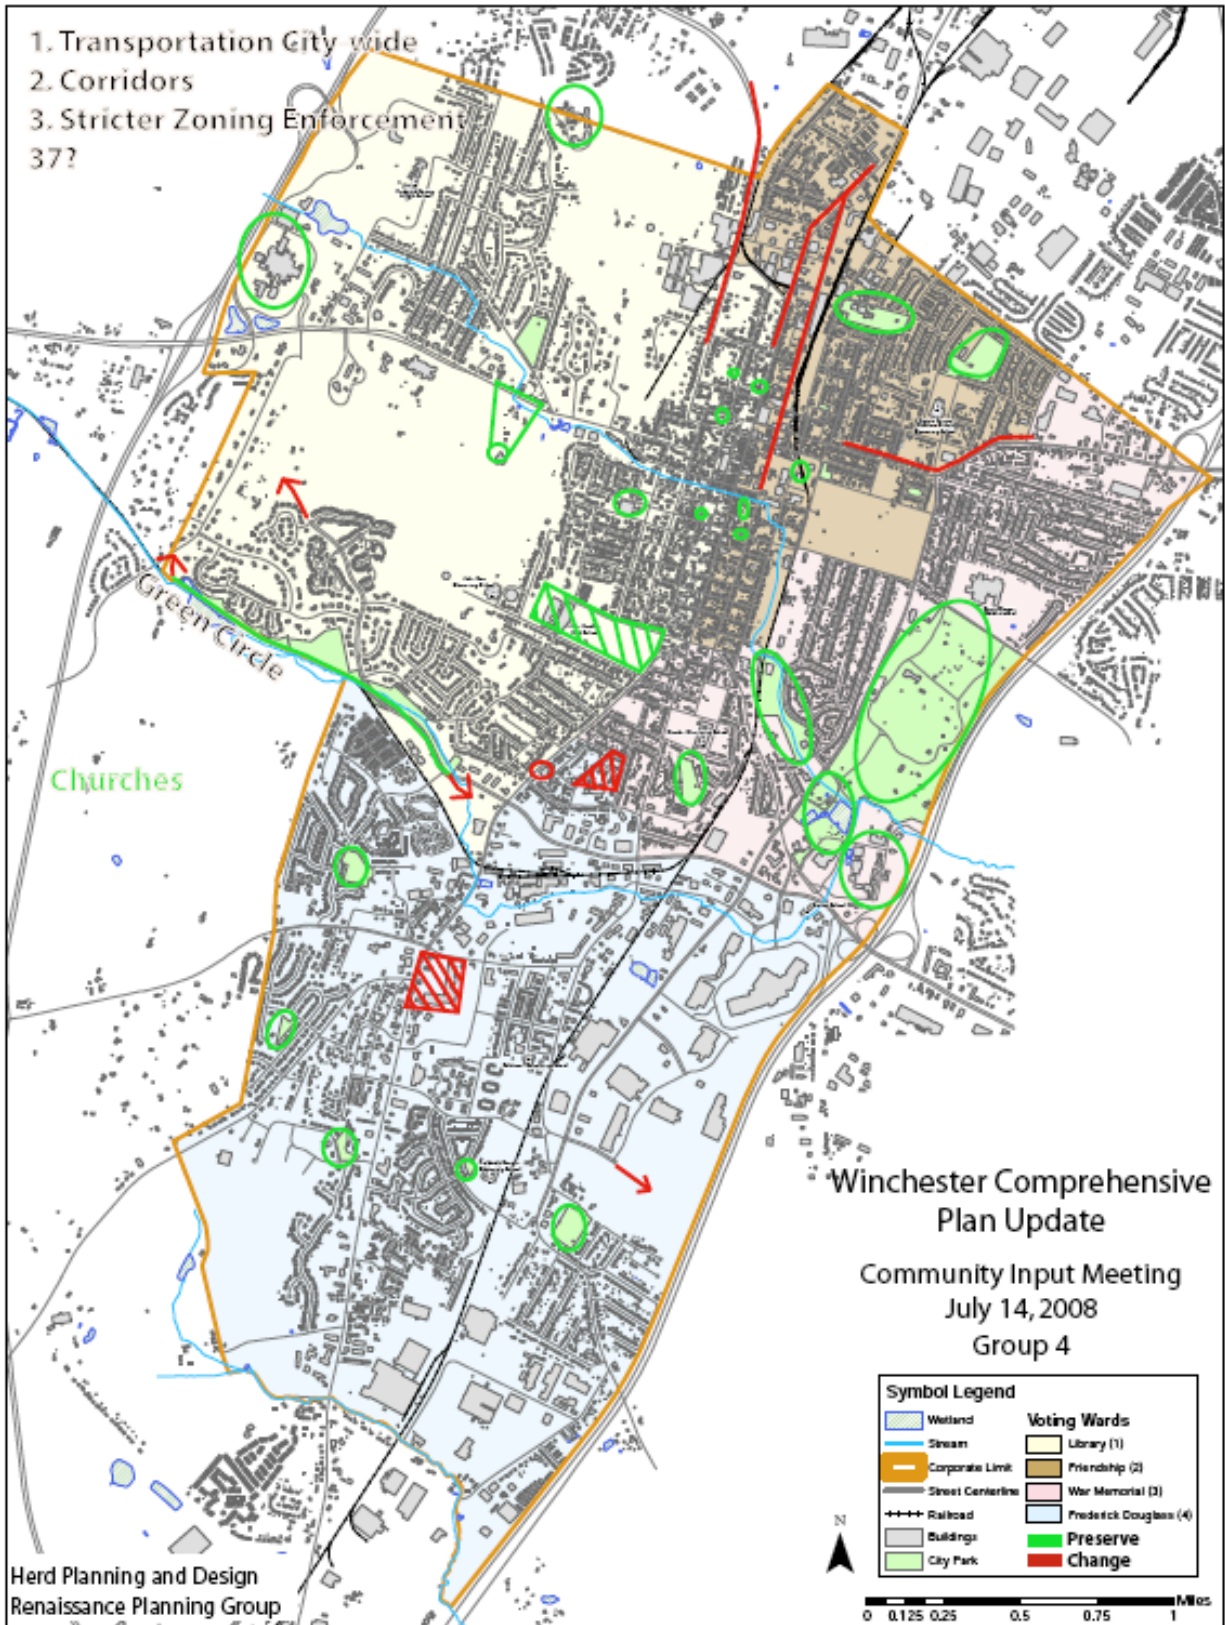 1. Transportation City-wide
2. Corridors
3. Stricter Zoning Enforcement
37?
Green Circle
Churches
Winchester Comprehensive
Plan Update
Community Input Meeting
July 14, 2008
Group 4
Symbol Legend
Wetland
Stream
Corporate Limit
Street Centerline
Railroad
Buildings
City Park
Voting Wards
Library (1)
Friendship (2)
War Memorial (3)
Frederick Douglass (4)
Preserve
Change
N
Miles
0 0.125 0.25 0.5 0.75 1
Herd Planning and Design
Renaissance Planning Group